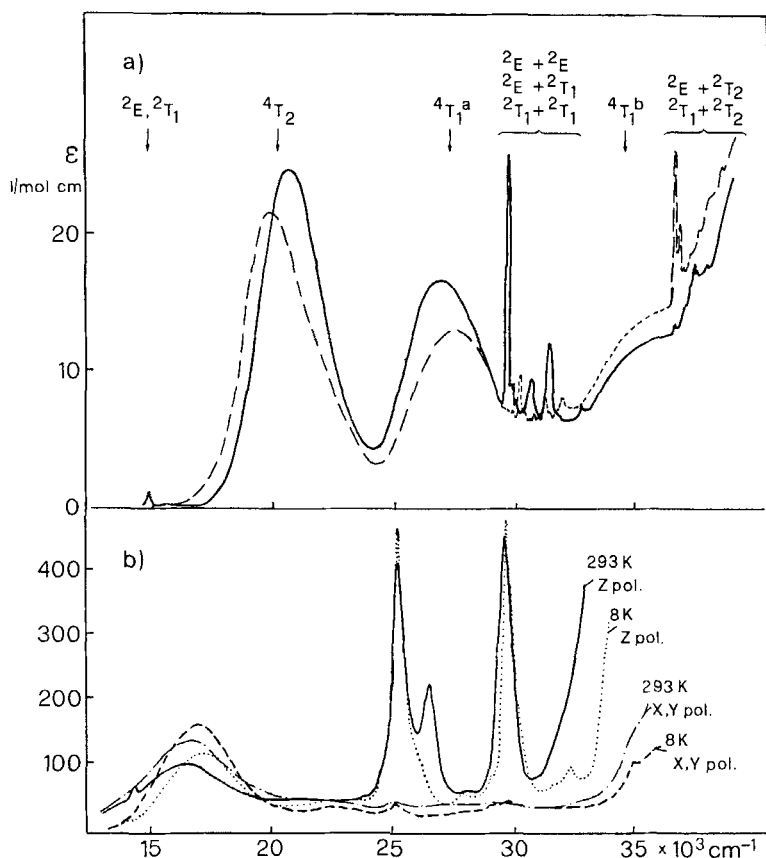 a)
²E + ²E
²E + ²T₁
²T₁ + ²T₁
²E + ²T₂
²T₁ + ²T₂
²E, ²T₁
⁴T₂
⁴T₁ᵃ
⁴T₁ᵇ
ε
l/mol cm
20
10
0
b)
400
300
200
100
293 K
Z pol.
8K
Z pol.
293 K
X,Y pol.
8K
X,Y pol.
15 20 25 30 35 × 10³ cm⁻¹